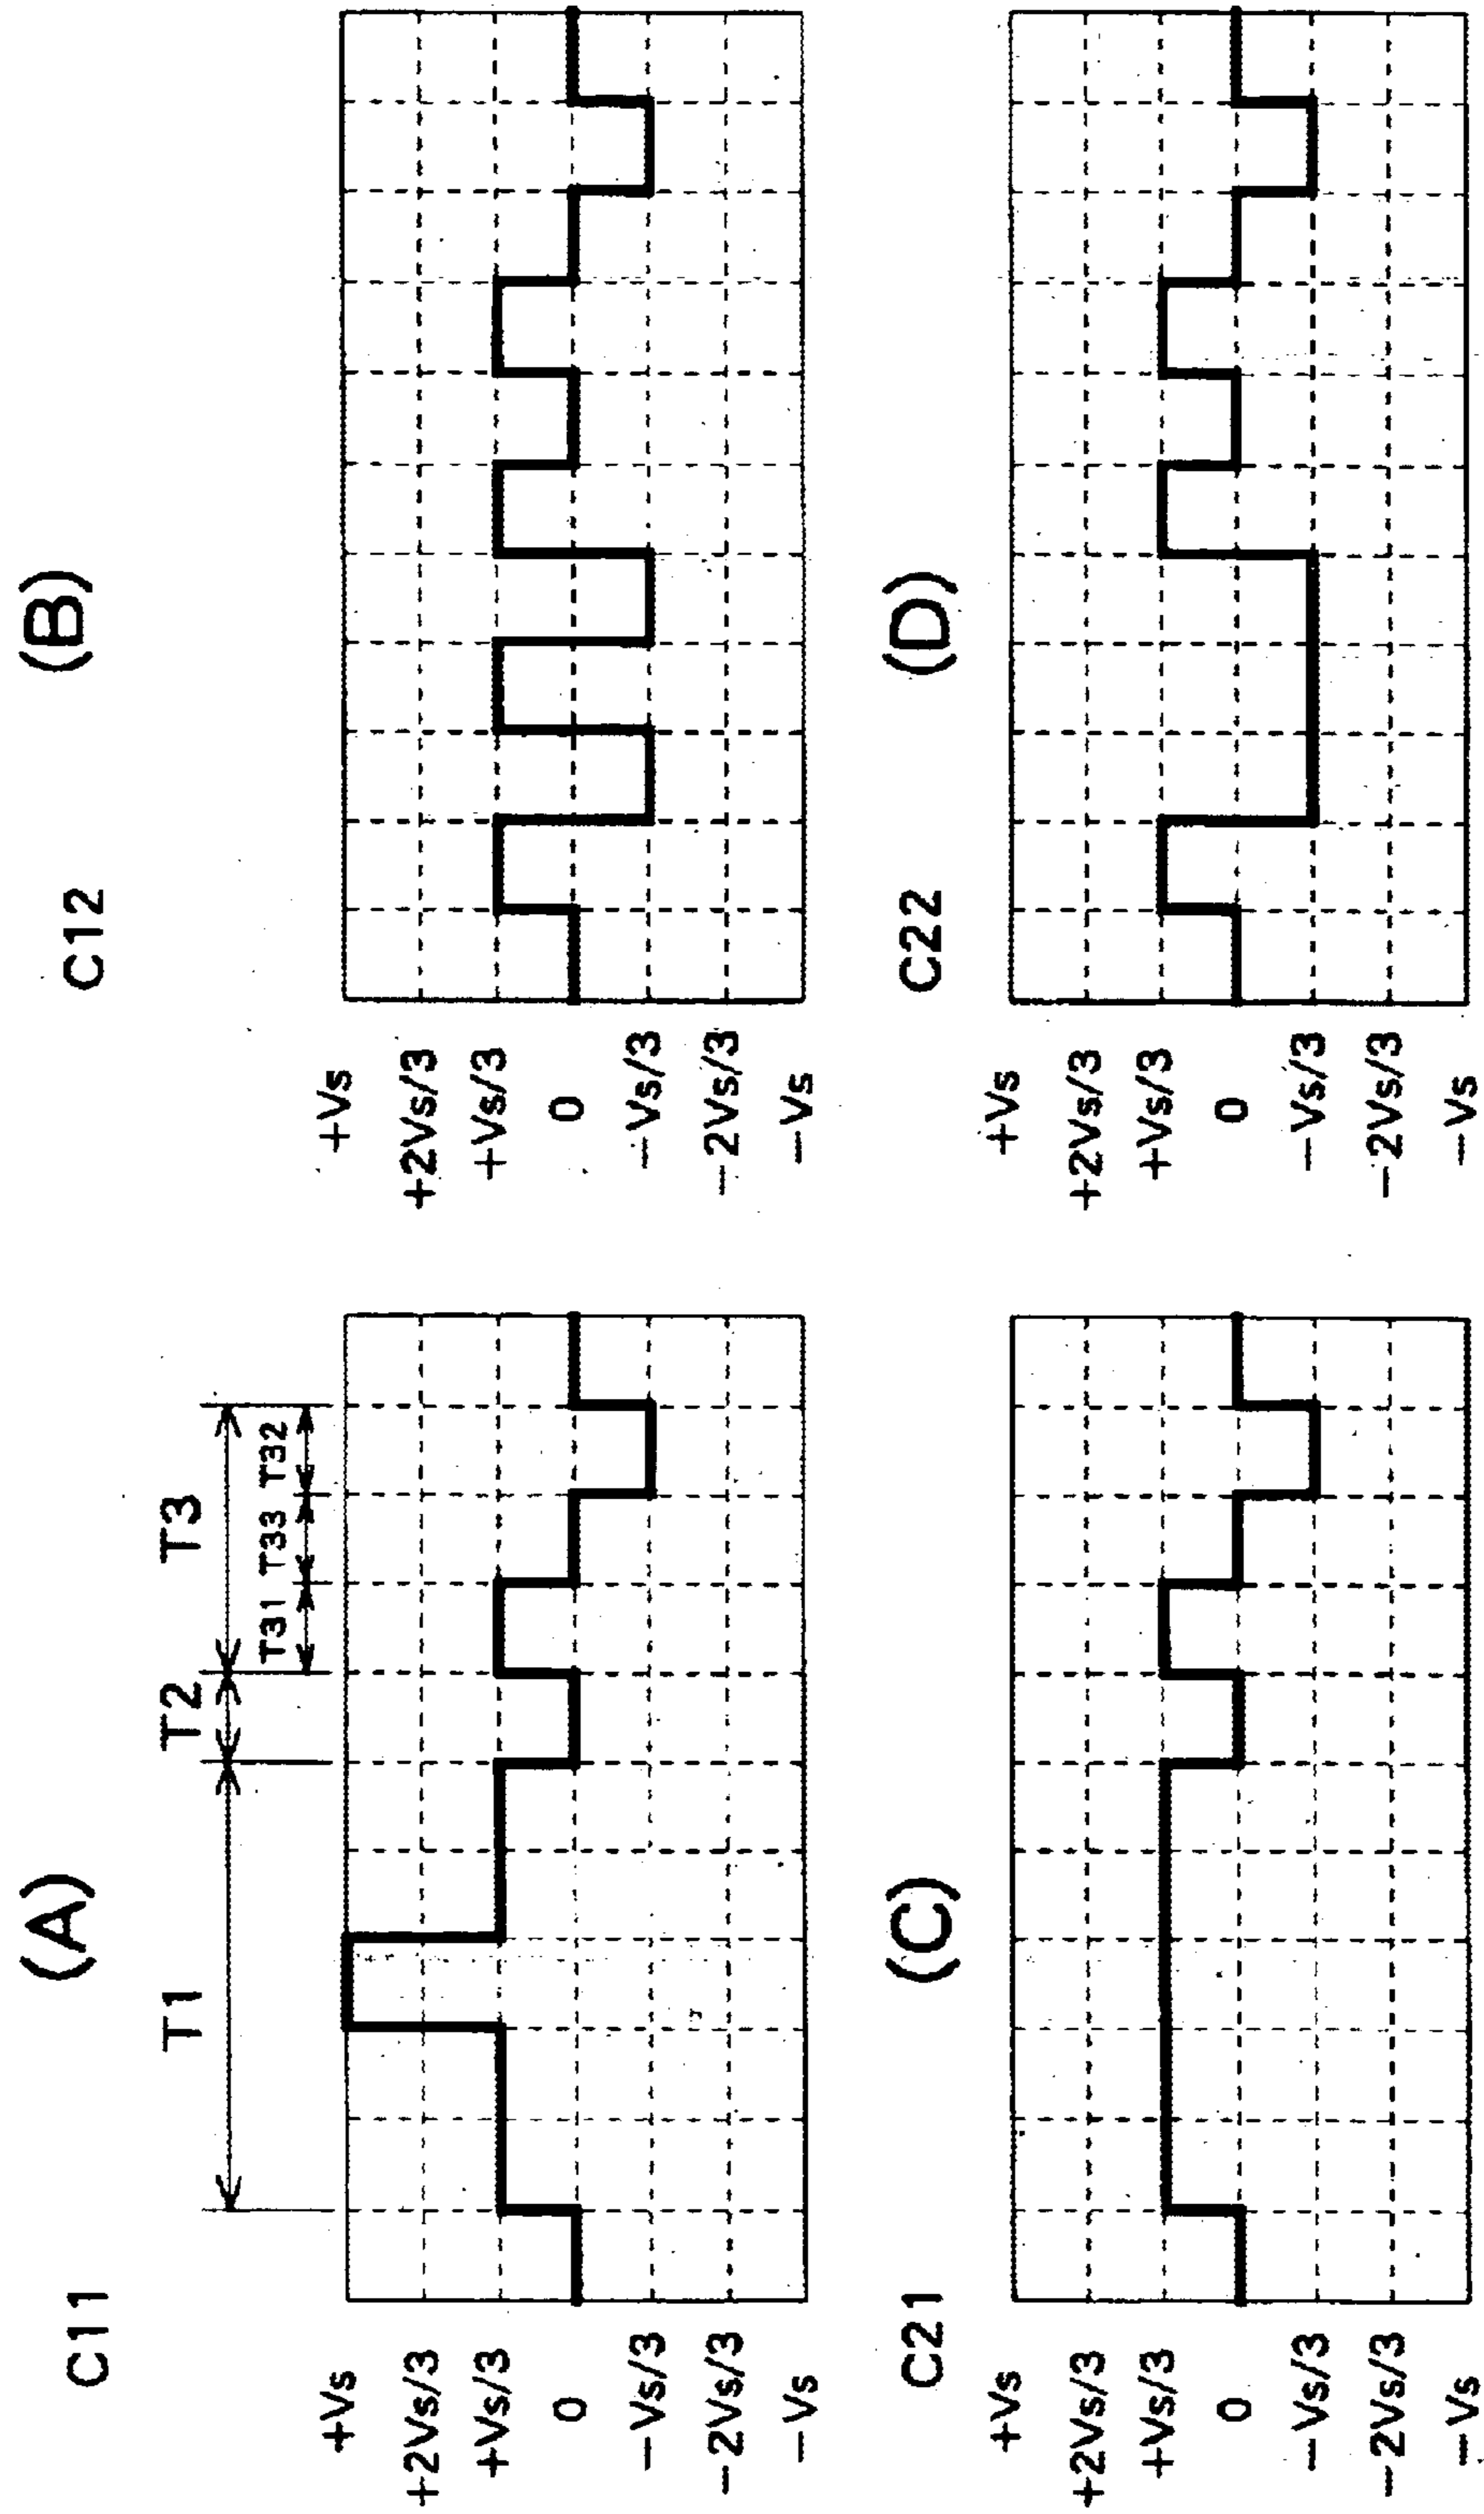 C11
(A)
T1
T2
T3
T31
T33
T32
+Vs
+2Vs/3
+Vs/3
0
−Vs/3
−2Vs/3
−Vs
C12
(B)
+Vs
+2Vs/3
+Vs/3
0
−Vs/3
−2Vs/3
−Vs
C21
(C)
+Vs
+2Vs/3
+Vs/3
0
−Vs/3
−2Vs/3
−Vs
C22
(D)
+Vs
+2Vs/3
+Vs/3
0
−Vs/3
−2Vs/3
−Vs